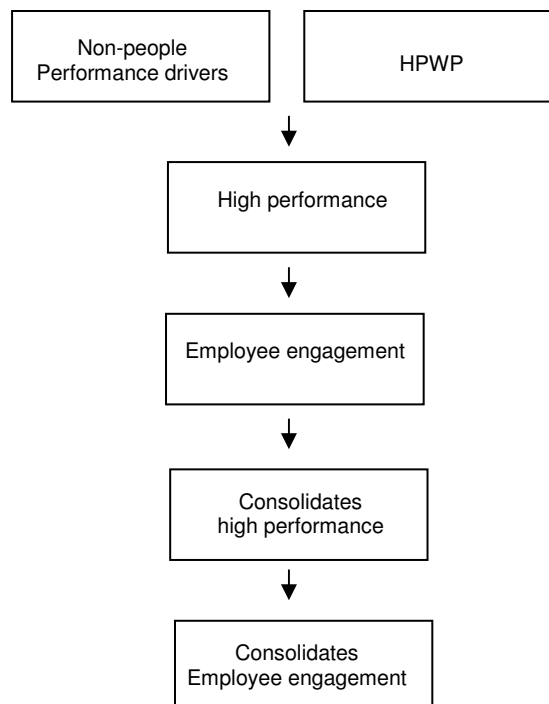 Non-people
Performance drivers
HPWP
High performance
Employee engagement
Consolidates
high performance
Consolidates
Employee engagement